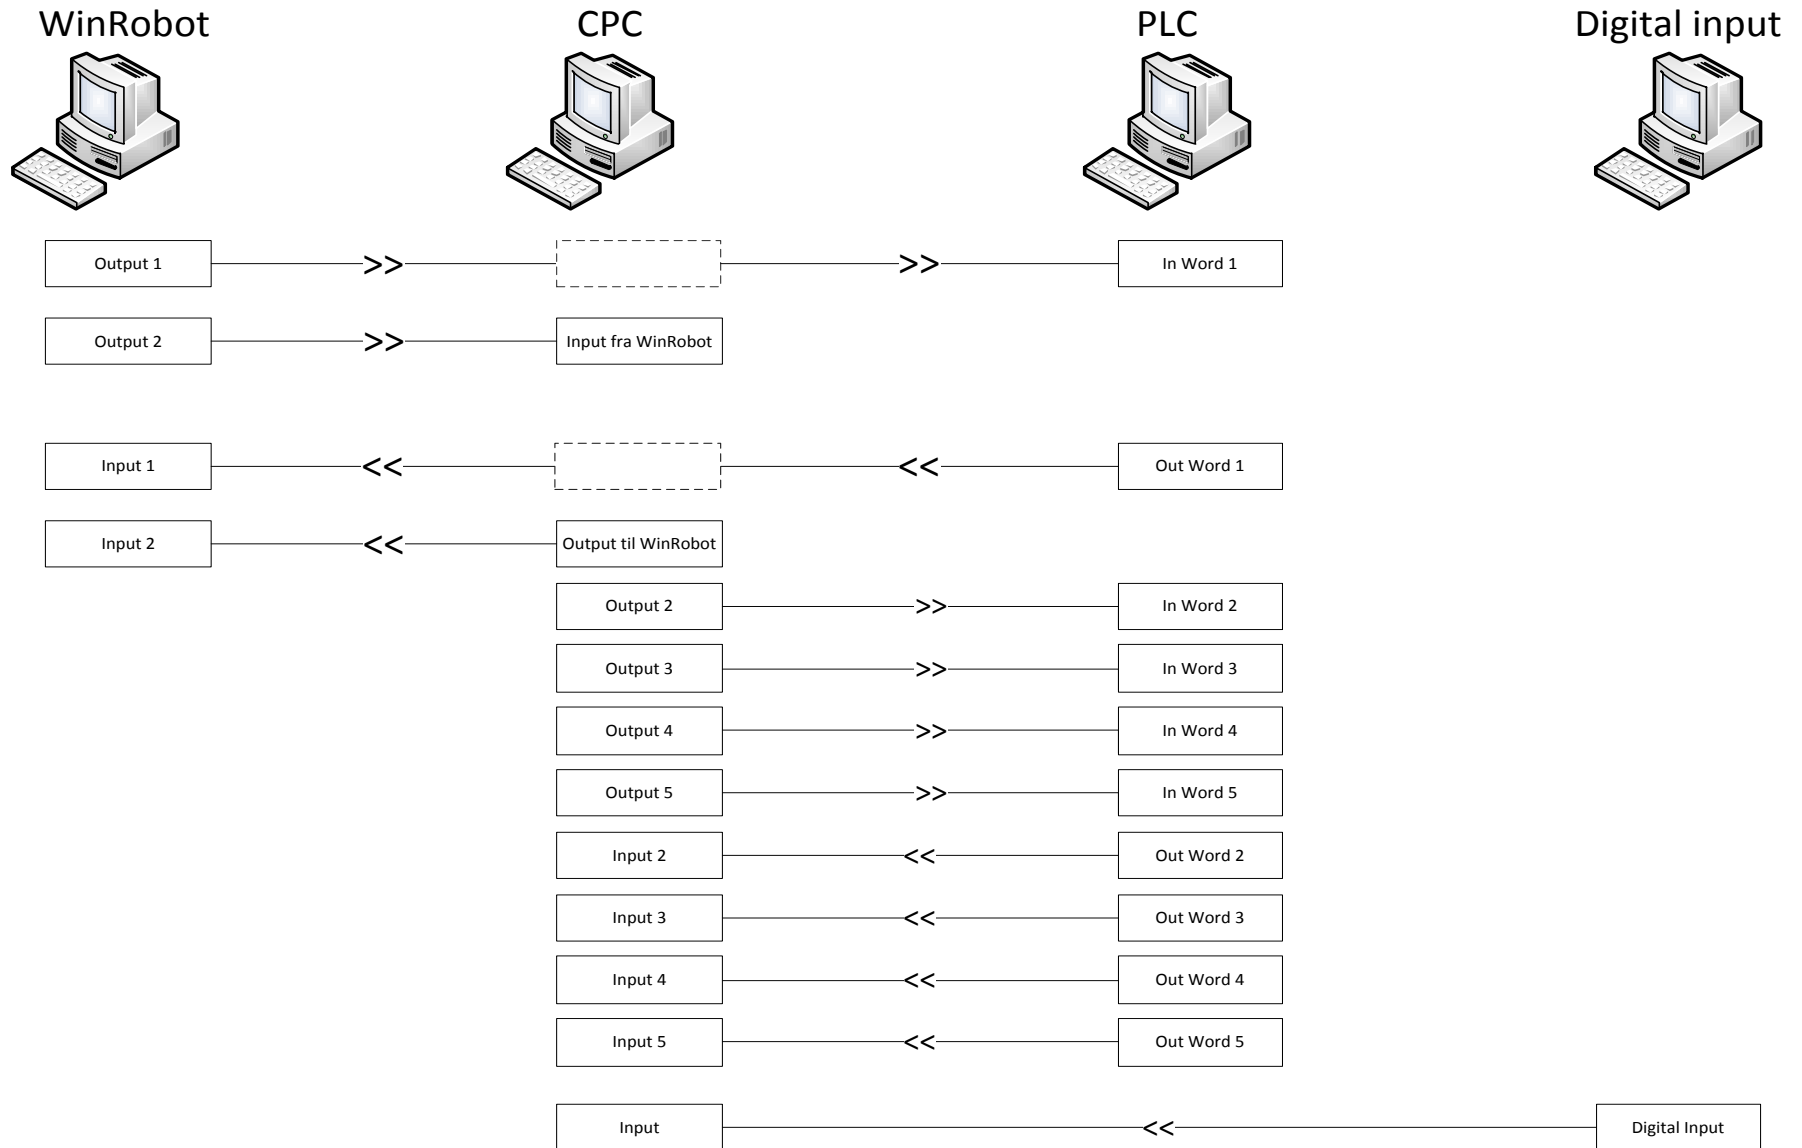 WinRobot CPC PLC Digital input
Output 1 >> >> In Word 1
Output 2 >> Input fra WinRobot
Input 1 << << Out Word 1
Input 2 << Output til WinRobot
Output 2 >> In Word 2
Output 3 >> In Word 3
Output 4 >> In Word 4
Output 5 >> In Word 5
Input 2 << Out Word 2
Input 3 << Out Word 3
Input 4 << Out Word 4
Input 5 << Out Word 5
Input << Digital Input